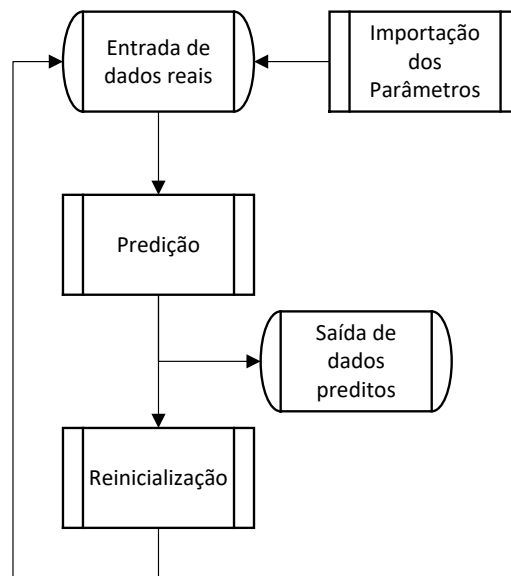 Entrada de
dados reais
Importação
dos
Parâmetros
Predição
Saída de
dados
preditos
Reinicialização